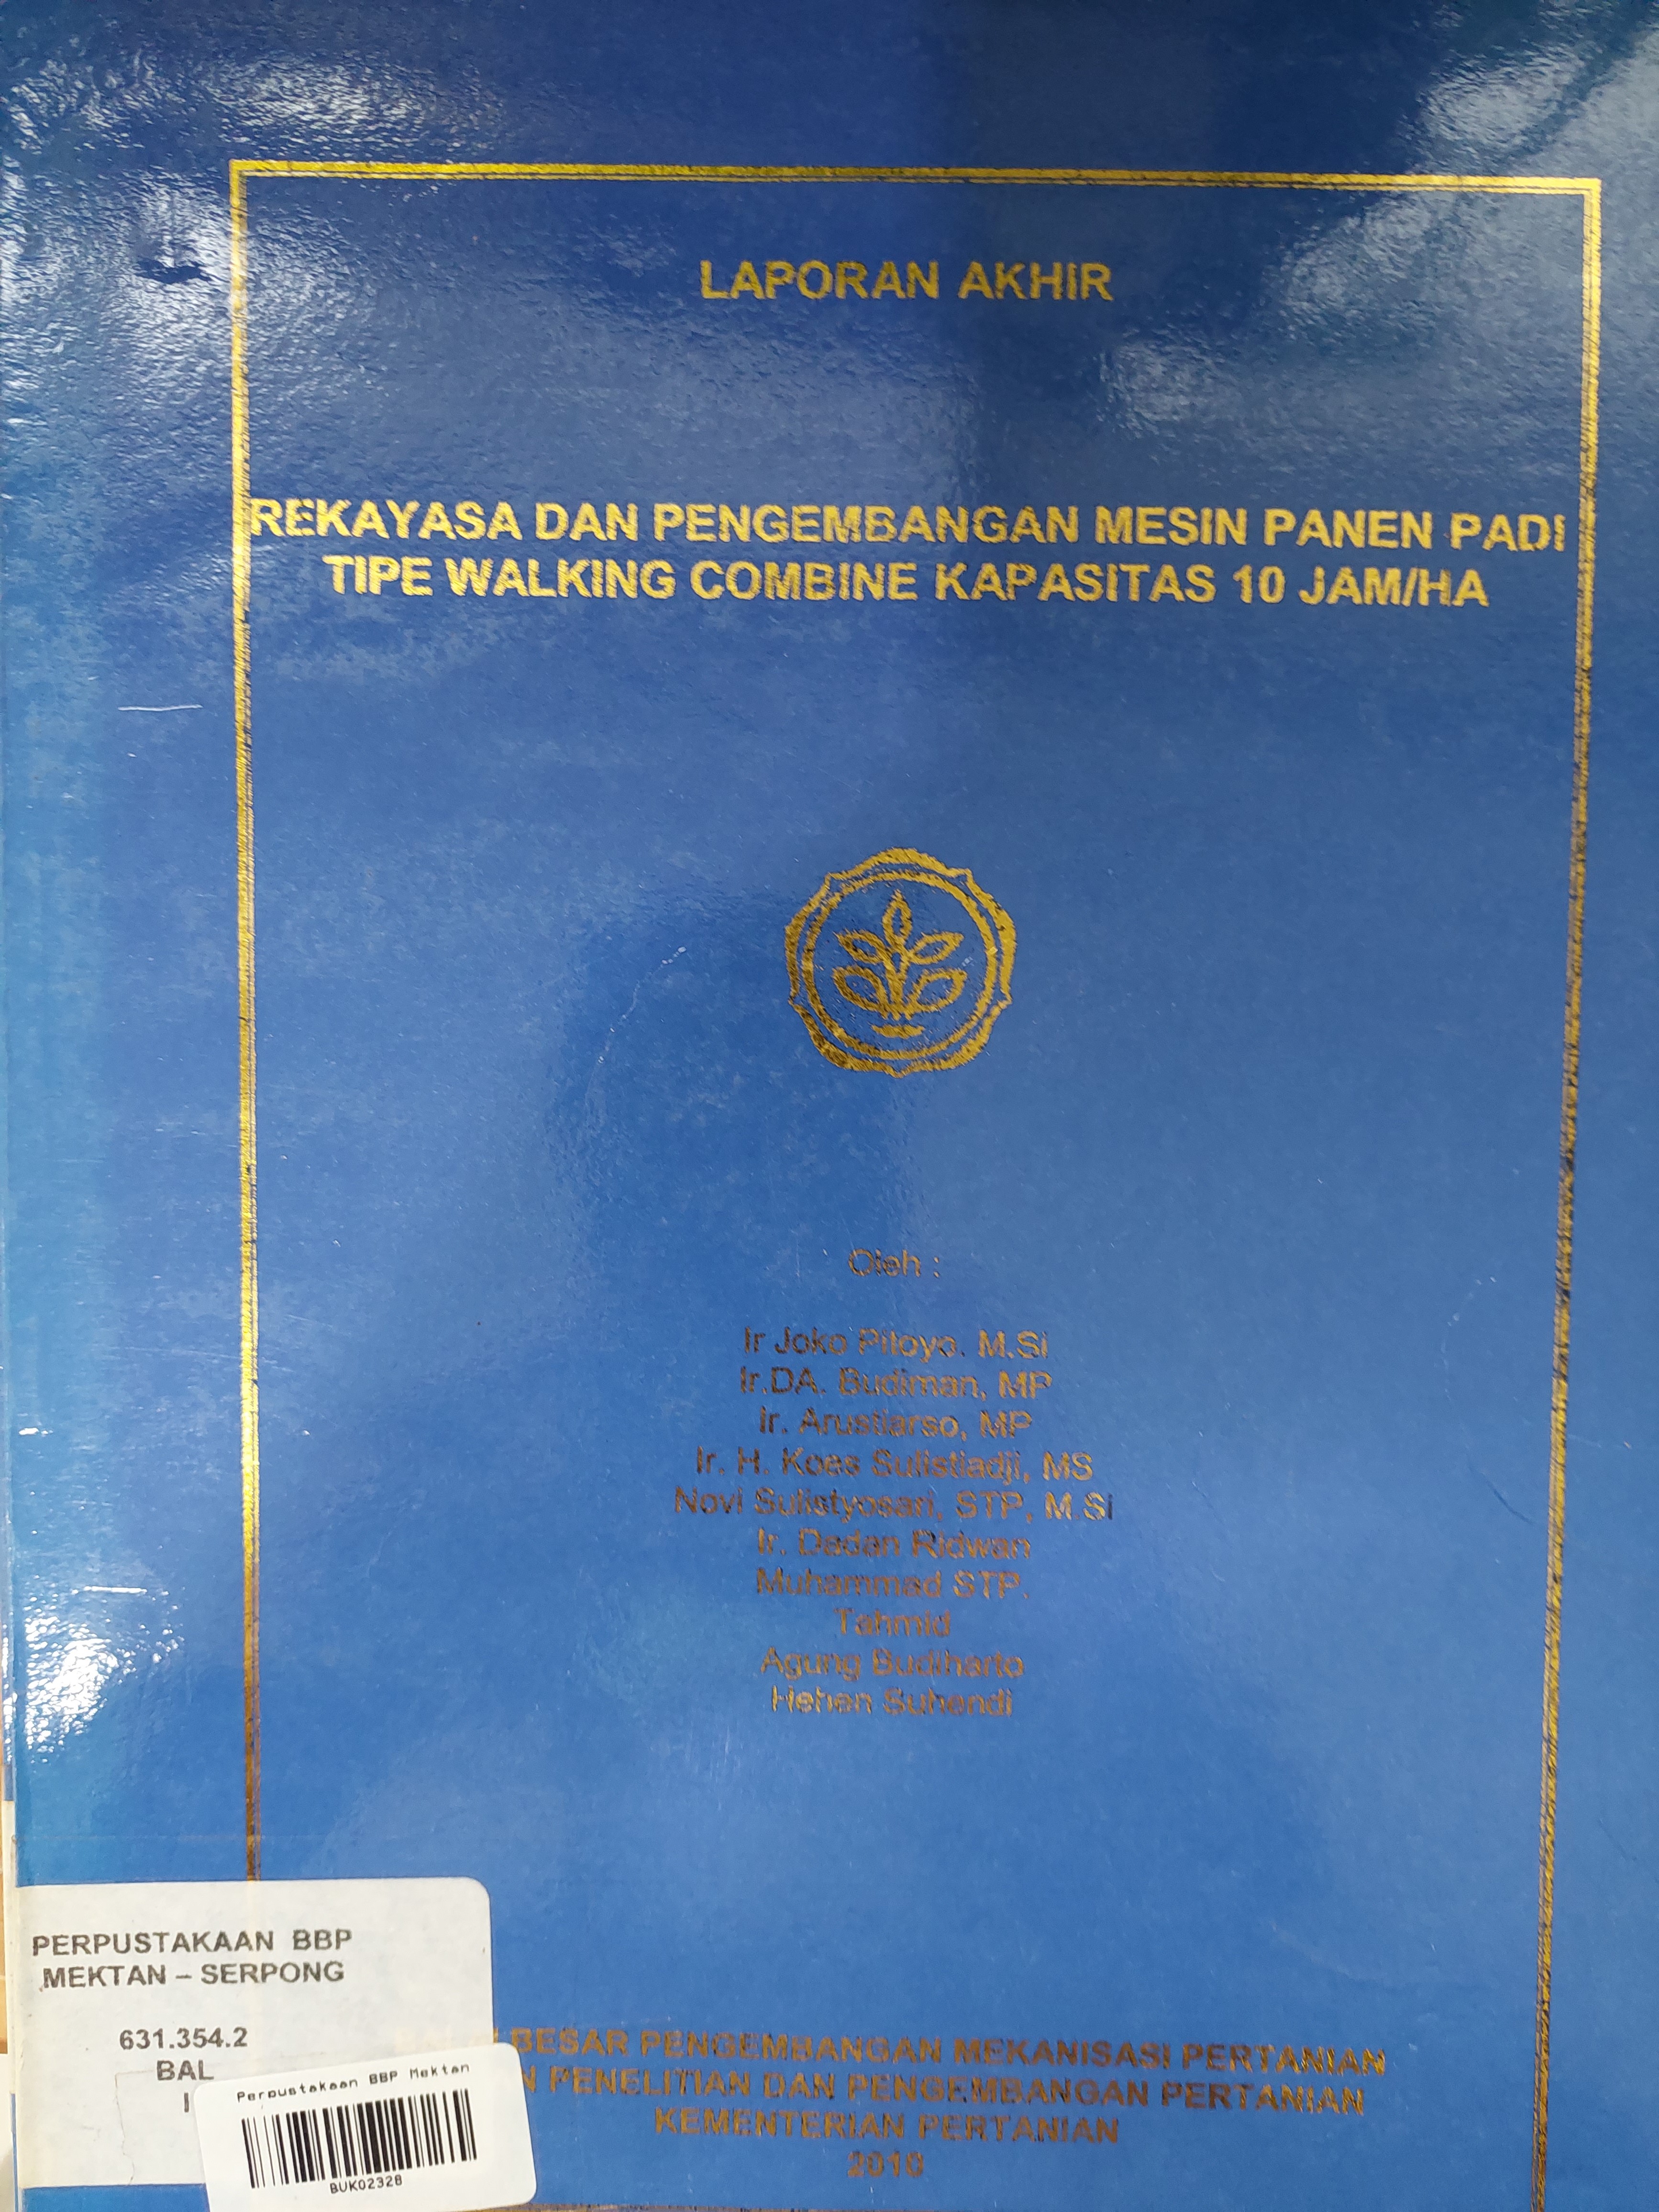 LAPORAN AKHIR
REKAYASA DAN PENGEMBANGAN MESIN PANEN PADI
TIPE WALKING COMBINE KAPASITAS 10 JAM/HA
Oleh :
Ir Joko Pitoyo. M.Si
Ir.DA. Budiman, MP
Ir. Arustiarso, MP
Ir. H. Koes Sulistiadji, MS
Novi Sulistyosari, STP, M.Si
Ir. Dadan Ridwan
Muhammad STP.
Tahmid
Agung Budiharto
Hehen Suhendi
BESAR PENGEMBANGAN MEKANISASI PERTANIAN
N PENELITIAN DAN PENGEMBANGAN PERTANIAN
KEMENTERIAN PERTANIAN
2010
PERPUSTAKAAN BBP
MEKTAN – SERPONG
631.354.2
BAL
Perpustakaan BBP Mektan
BUK02328